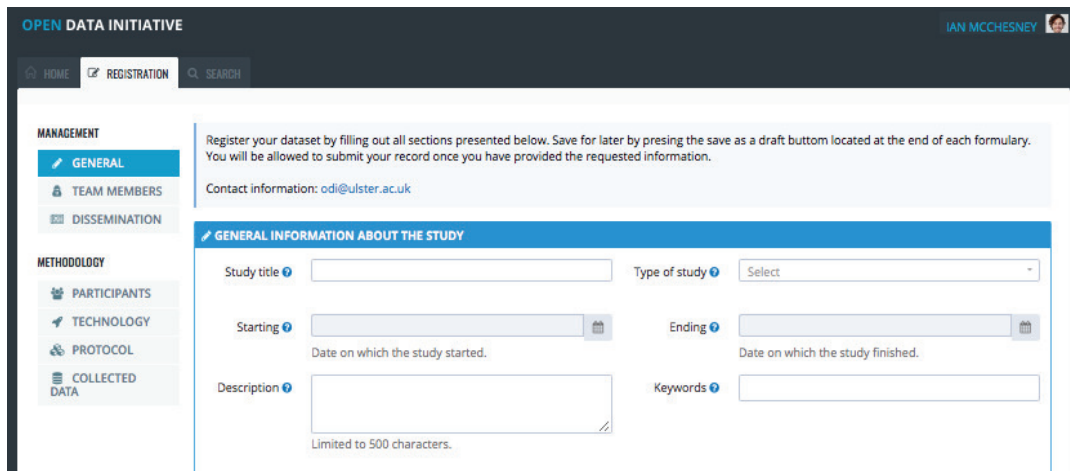 OPEN DATA INITIATIVE
IAN MCCHESNEY
HOME
REGISTRATION
SEARCH
MANAGEMENT
GENERAL
TEAM MEMBERS
DISSEMINATION
METHODOLOGY
PARTICIPANTS
TECHNOLOGY
PROTOCOL
COLLECTED
DATA
Register your dataset by filling out all sections presented below. Save for later by presing the save as a draft buttom located at the end of each formulary.
You will be allowed to submit your record once you have provided the requested information.
Contact information: odi@ulster.ac.uk
GENERAL INFORMATION ABOUT THE STUDY
Study title
Type of study Select
Starting
Ending
Date on which the study started.
Date on which the study finished.
Description
Keywords
Limited to 500 characters.